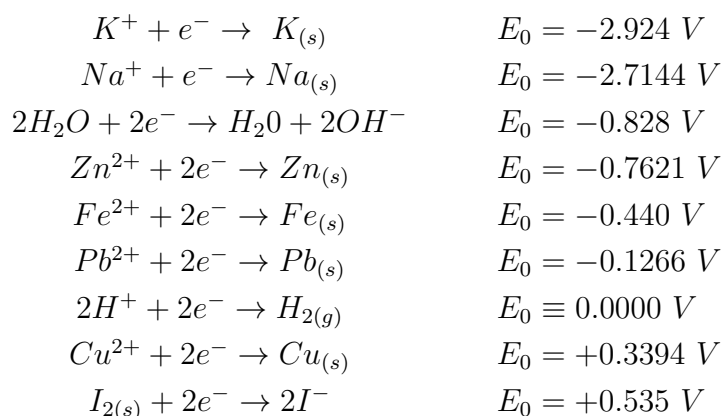 K⁺ + e⁻ → K₍ₛ₎ E₀ = −2.924 V
Na⁺ + e⁻ → Na₍ₛ₎ E₀ = −2.7144 V
2H₂O + 2e⁻ → H₂0 + 2OH⁻ E₀ = −0.828 V
Zn²⁺ + 2e⁻ → Zn₍ₛ₎ E₀ = −0.7621 V
Fe²⁺ + 2e⁻ → Fe₍ₛ₎ E₀ = −0.440 V
Pb²⁺ + 2e⁻ → Pb₍ₛ₎ E₀ = −0.1266 V
2H⁺ + 2e⁻ → H₂₍g₎ E₀ ≡ 0.0000 V
Cu²⁺ + 2e⁻ → Cu₍ₛ₎ E₀ = +0.3394 V
I₂₍ₛ₎ + 2e⁻ → 2I⁻ E₀ = +0.535 V